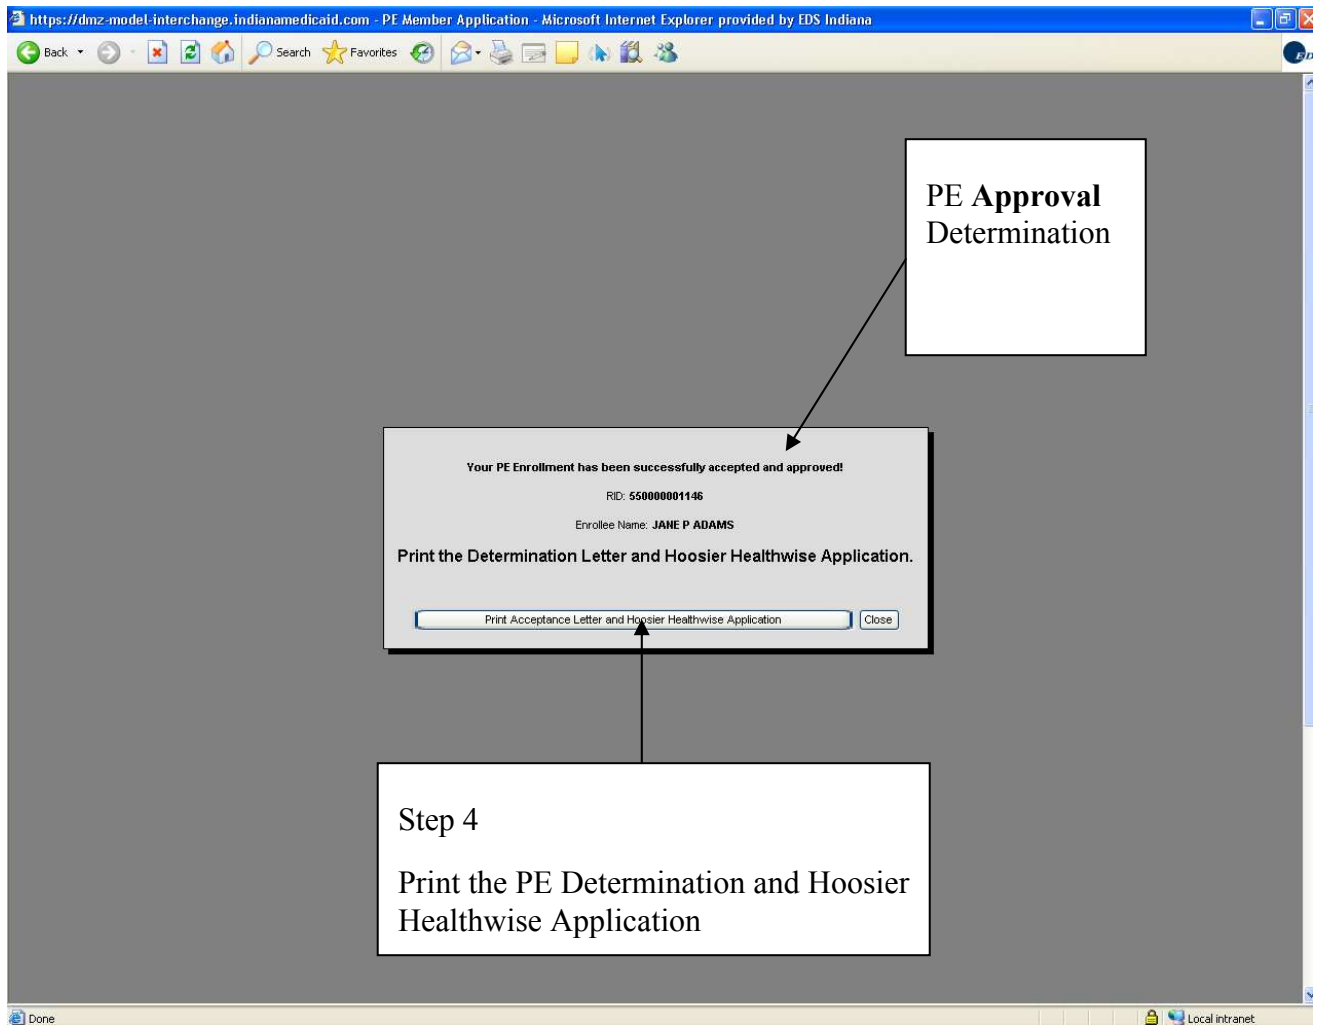 https://dmz-model-interchange.indianamedicaid.com - PE Member Application - Microsoft Internet Explorer provided by EDS Indiana
Back Search Favorites
PE Approval
Determination
Your PE Enrollment has been successfully accepted and approved!
RID: 550000001146
Enrollee Name: JANE P ADAMS
Print the Determination Letter and Hoosier Healthwise Application.
Print Acceptance Letter and Hoosier Healthwise Application Close
Step 4
Print the PE Determination and Hoosier
Healthwise Application
Done Local intranet